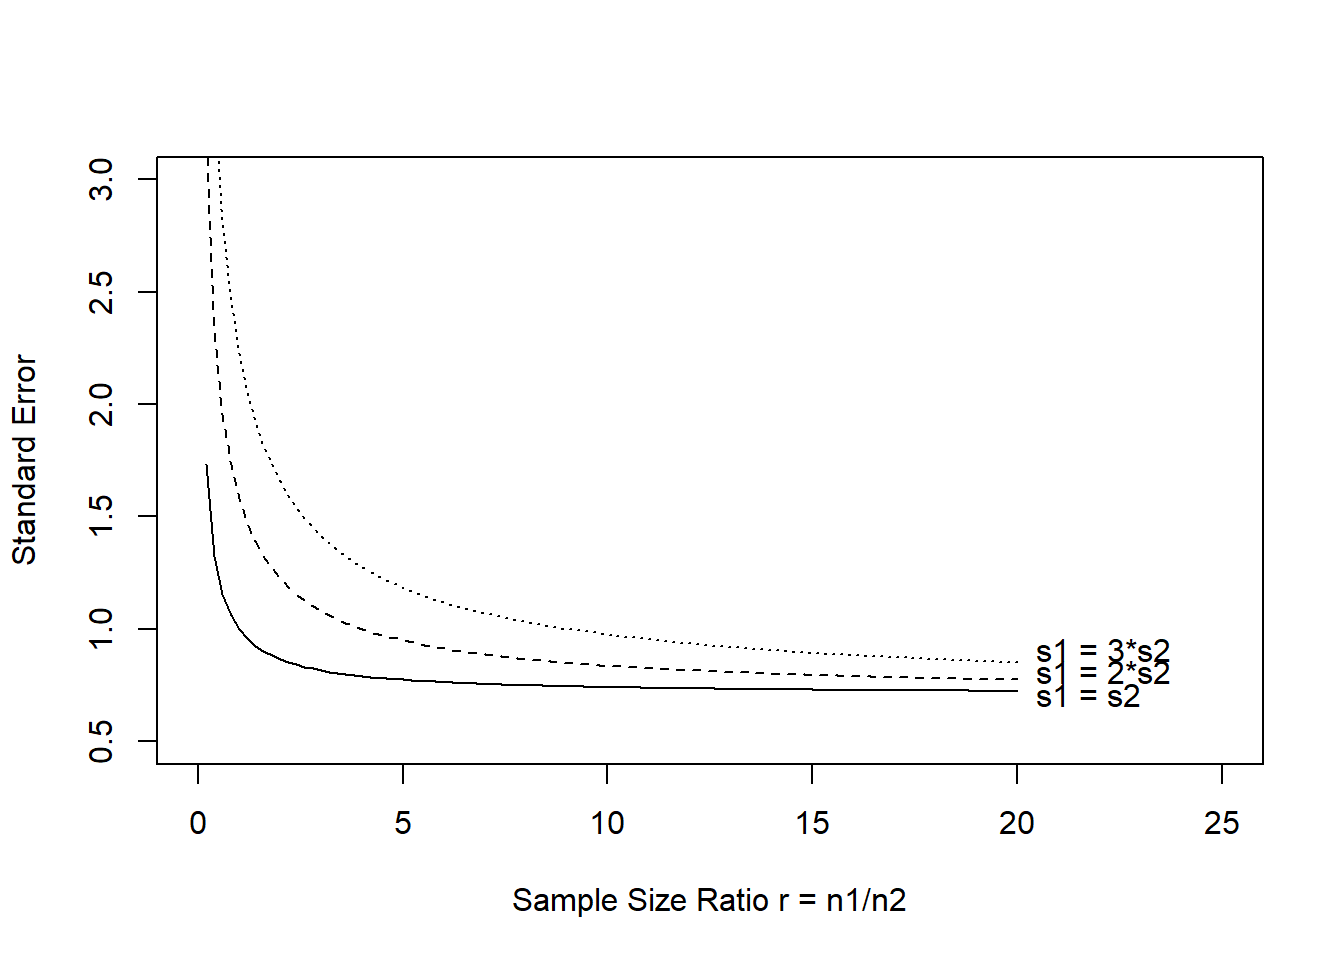 Standard Error
3.0
2.5
2.0
1.5
1.0
0.5
s1 = 3*s2
s1 = 2*s2
s1 = s2
0 5 10 15 20 25
Sample Size Ratio r = n1/n2